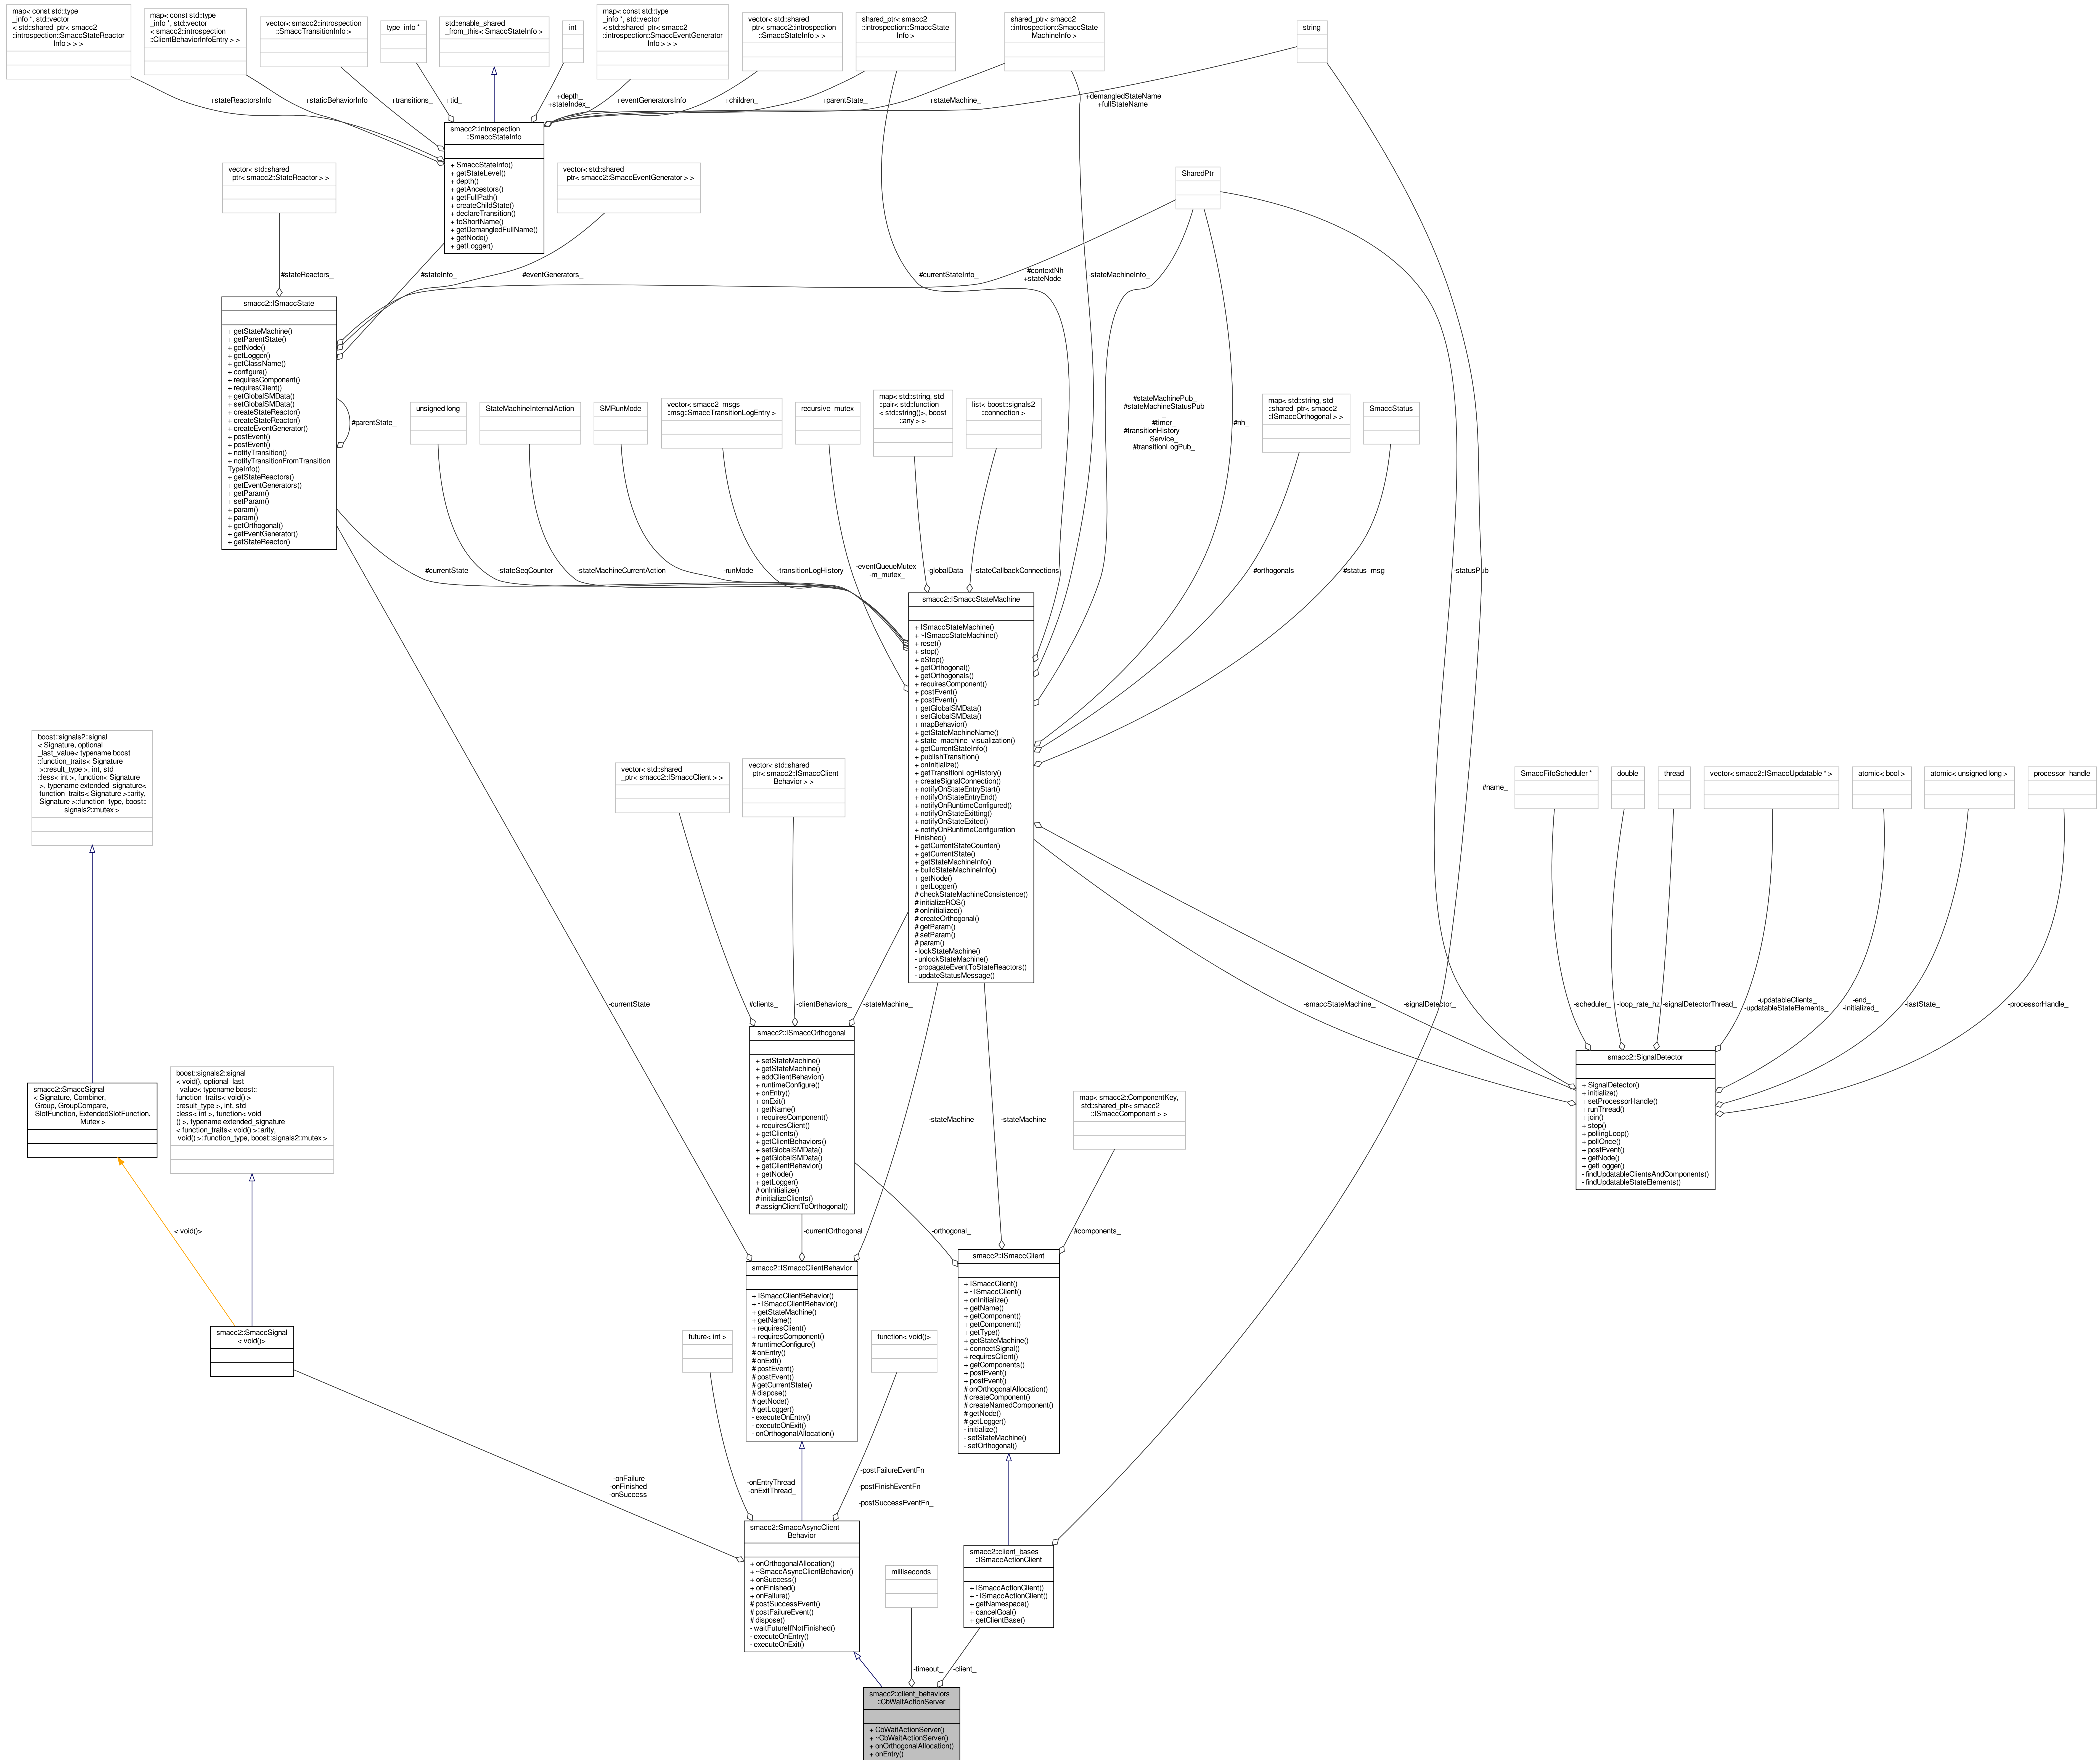 map< const std::type
_info *, std::vector
< std::shared_ptr< smacc2
::introspection::SmaccStateReactor
Info > > >
map< const std::type
_info *, std::vector
< smacc2::introspection
::ClientBehaviorInfoEntry > >
vector< smacc2::introspection
::SmaccTransitionInfo >
type_info *
std::enable_shared
_from_this< SmaccStateInfo >
int
map< const std::type
_info *, std::vector
< std::shared_ptr< smacc2
::introspection::SmaccEventGenerator
Info > > >
vector< std::shared
_ptr< smacc2::introspection
::SmaccStateInfo > >
shared_ptr< smacc2
::introspection::SmaccState
Info >
shared_ptr< smacc2
::introspection::SmaccState
MachineInfo >
string
+stateReactorsInfo
+staticBehaviorInfo
+transitions_
+tid_
+depth_
+stateIndex_
+eventGeneratorsInfo
+children_
+parentState_
+stateMachine_
+demangledStateName
+fullStateName
smacc2::introspection
::SmaccStateInfo
+ SmaccStateInfo()
+ getStateLevel()
+ depth()
+ getAncestors()
+ getFullPath()
+ createChildState()
+ declareTransition()
+ toShortName()
+ getDemangledFullName()
+ getNode()
+ getLogger()
vector< std::shared
_ptr< smacc2::StateReactor > >
vector< std::shared
_ptr< smacc2::SmaccEventGenerator > >
SharedPtr
#stateReactors_
#stateInfo_
#eventGenerators_
#currentStateInfo_
#contextNh
+stateNode_
-stateMachineInfo_
smacc2::ISmaccState
+ getStateMachine()
+ getParentState()
+ getNode()
+ getLogger()
+ getClassName()
+ configure()
+ requiresComponent()
+ requiresClient()
+ getGlobalSMData()
+ setGlobalSMData()
+ createStateReactor()
+ createStateReactor()
+ createEventGenerator()
+ postEvent()
+ postEvent()
+ notifyTransition()
+ notifyTransitionFromTransition
TypeInfo()
+ getStateReactors()
+ getEventGenerators()
+ getParam()
+ setParam()
+ param()
+ param()
+ getOrthogonal()
+ getEventGenerator()
+ getStateReactor()
#parentState_
unsigned long
StateMachineInternalAction
SMRunMode
vector< smacc2_msgs
::msg::SmaccTransitionLogEntry >
recursive_mutex
map< std::string, std
::pair< std::function
< std::string()>, boost
::any > >
list< boost::signals2
::connection >
#stateMachinePub_
#stateMachineStatusPub
_
#timer_
#transitionHistory
Service_
#transitionLogPub_
#nh_
map< std::string, std
::shared_ptr< smacc2
::ISmaccOrthogonal > >
SmaccStatus
#currentState_
-stateSeqCounter_
-stateMachineCurrentAction
-runMode_
-transitionLogHistory_
-eventQueueMutex_
-m_mutex_
-globalData_
-stateCallbackConnections
#orthogonals_
#status_msg_
-statusPub_
smacc2::ISmaccStateMachine
+ ISmaccStateMachine()
+ ~ISmaccStateMachine()
+ reset()
+ stop()
+ eStop()
+ getOrthogonal()
+ getOrthogonals()
+ requiresComponent()
+ postEvent()
+ postEvent()
+ getGlobalSMData()
+ setGlobalSMData()
+ mapBehavior()
+ getStateMachineName()
+ state_machine_visualization()
+ getCurrentStateInfo()
+ publishTransition()
+ onInitialize()
+ getTransitionLogHistory()
+ createSignalConnection()
+ notifyOnStateEntryStart()
+ notifyOnStateEntryEnd()
+ notifyOnRuntimeConfigured()
+ notifyOnStateExitting()
+ notifyOnStateExited()
+ notifyOnRuntimeConfiguration
Finished()
+ getCurrentStateCounter()
+ getCurrentState()
+ getStateMachineInfo()
+ buildStateMachineInfo()
+ getNode()
+ getLogger()
# checkStateMachineConsistence()
# initializeROS()
# onInitialized()
# createOrthogonal()
# getParam()
# setParam()
# param()
- lockStateMachine()
- unlockStateMachine()
- propagateEventToStateReactors()
- updateStatusMessage()
boost::signals2::signal
< Signature, optional
_last_value< typename boost
::function_traits< Signature
>::result_type >, int, std
::less< int >, function< Signature
>, typename extended_signature<
function_traits< Signature >::arity,
Signature >::function_type, boost::
signals2::mutex >
vector< std::shared
_ptr< smacc2::ISmaccClient > >
vector< std::shared
_ptr< smacc2::ISmaccClient
Behavior > >
#name_
SmaccFifoScheduler *
double
thread
vector< smacc2::ISmaccUpdatable * >
atomic< bool >
atomic< unsigned long >
processor_handle
-currentState
#clients_
-clientBehaviors_
-stateMachine_
-smaccStateMachine_
-signalDetector_
-scheduler_
-loop_rate_hz
-signalDetectorThread_
-updatableClients_
-updatableStateElements_
-end_
-initialized_
-lastState_
-processorHandle_
smacc2::ISmaccOrthogonal
+ setStateMachine()
+ getStateMachine()
+ addClientBehavior()
+ runtimeConfigure()
+ onEntry()
+ onExit()
+ getName()
+ requiresComponent()
+ requiresClient()
+ getClients()
+ getClientBehaviors()
+ setGlobalSMData()
+ getGlobalSMData()
+ getClientBehavior()
+ getNode()
+ getLogger()
# onInitialize()
# initializeClients()
# assignClientToOrthogonal()
smacc2::SignalDetector
+ SignalDetector()
+ initialize()
+ setProcessorHandle()
+ runThread()
+ join()
+ stop()
+ pollingLoop()
+ pollOnce()
+ postEvent()
+ getNode()
+ getLogger()
- findUpdatableClientsAndComponents()
- findUpdatableStateElements()
smacc2::SmaccSignal
< Signature, Combiner,
Group, GroupCompare,
SlotFunction, ExtendedSlotFunction,
Mutex >
boost::signals2::signal
< void(), optional_last
_value< typename boost::
function_traits< void() >
::result_type >, int, std
::less< int >, function< void
() >, typename extended_signature
< function_traits< void() >::arity,
void() >::function_type, boost::signals2::mutex >
-stateMachine_
-stateMachine_
map< smacc2::ComponentKey,
std::shared_ptr< smacc2
::ISmaccComponent > >
< void()>
-currentOrthogonal
-orthogonal_
#components_
smacc2::ISmaccClientBehavior
+ ISmaccClientBehavior()
+ ~ISmaccClientBehavior()
+ getStateMachine()
+ getName()
+ requiresClient()
+ requiresComponent()
# runtimeConfigure()
# onEntry()
# onExit()
# postEvent()
# postEvent()
# getCurrentState()
# dispose()
# getNode()
# getLogger()
- executeOnEntry()
- executeOnExit()
- onOrthogonalAllocation()
smacc2::ISmaccClient
+ ISmaccClient()
+ ~ISmaccClient()
+ onInitialize()
+ getName()
+ getComponent()
+ getComponent()
+ getType()
+ getStateMachine()
+ connectSignal()
+ requiresClient()
+ getComponents()
+ postEvent()
+ postEvent()
# onOrthogonalAllocation()
# createComponent()
# createNamedComponent()
# getNode()
# getLogger()
- initialize()
- setStateMachine()
- setOrthogonal()
smacc2::SmaccSignal
< void()>
future< int >
function< void()>
-onFailure_
-onFinished_
-onSuccess_
-onEntryThread_
-onExitThread_
-postFailureEventFn
_
-postFinishEventFn
_
-postSuccessEventFn_
smacc2::SmaccAsyncClient
Behavior
+ onOrthogonalAllocation()
+ ~SmaccAsyncClientBehavior()
+ onSuccess()
+ onFinished()
+ onFailure()
# postSuccessEvent()
# postFailureEvent()
# dispose()
- waitFutureIfNotFinished()
- executeOnEntry()
- executeOnExit()
milliseconds
smacc2::client_bases
::ISmaccActionClient
+ ISmaccActionClient()
+ ~ISmaccActionClient()
+ getNamespace()
+ cancelGoal()
+ getClientBase()
-timeout_
-client_
smacc2::client_behaviors
::CbWaitActionServer
+ CbWaitActionServer()
+ ~CbWaitActionServer()
+ onOrthogonalAllocation()
+ onEntry()